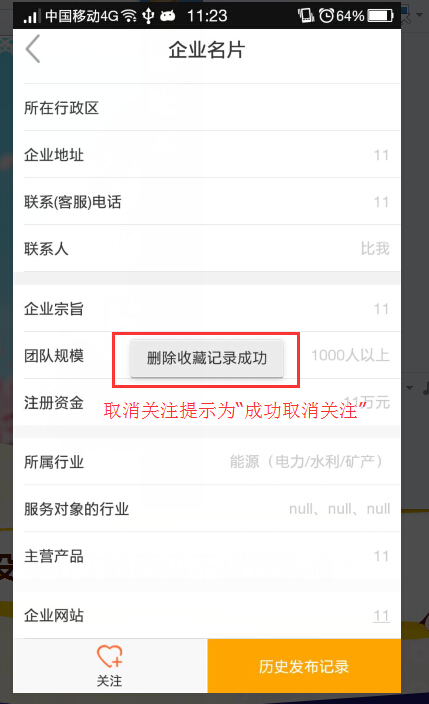 中国移动4G 11:23 64%
企业名片
所在行政区
企业地址 11
联系(客服)电话 11
联系人 比我
企业宗旨 11
团队规模 1000人以上
删除收藏记录成功
注册资金 11万元
取消关注提示为“成功取消关注”
所属行业 能源（电力/水利/矿产）
服务对象的行业 null、null、null
主营产品 11
企业网站 11
关注
历史发布记录